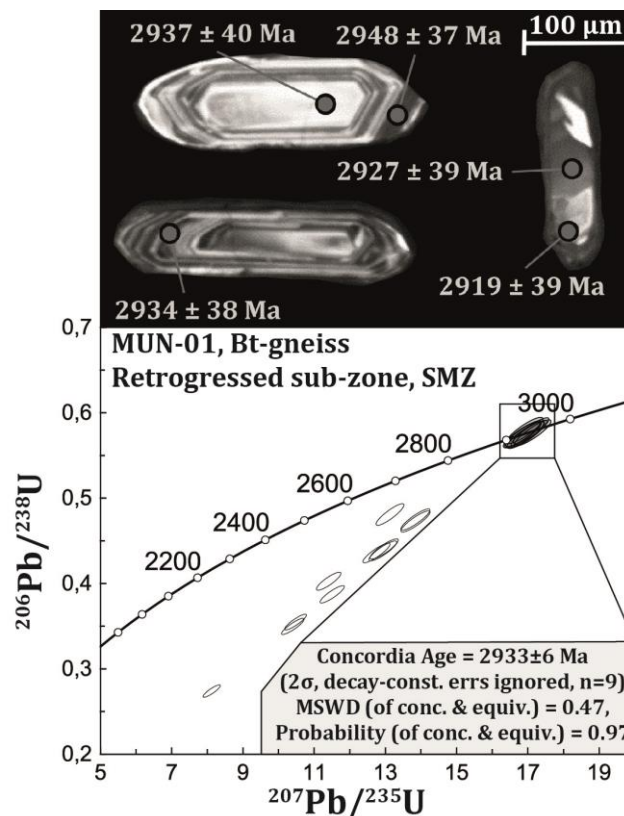 2937 ± 40 Ma
2948 ± 37 Ma
100 µm
2927 ± 39 Ma
2934 ± 38 Ma
2919 ± 39 Ma
0,7
MUN-01, Bt-gneiss
Retrogressed sub-zone, SMZ
0,6
3000
2800
0,5
2600
2400
2200
0,4
0,3
0,2
206Pb/238U
Concordia Age = 2933±6 Ma
(2σ, decay-const. errs ignored, n=9)
MSWD (of conc. & equiv.) = 0.47,
Probability (of conc. & equiv.) = 0.97
5 7 9 11 13 15 17 19
207Pb/235U